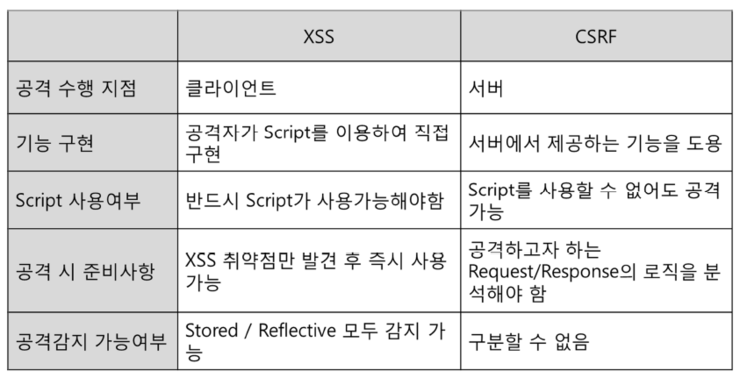 XSS
CSRF
공격 수행 지점
클라이언트
서버
기능 구현
공격자가 Script를 이용하여 직접
구현
서버에서 제공하는 기능을 도용
Script 사용여부
반드시 Script가 사용가능해야함
Script를 사용할 수 없어도 공격
가능
공격 시 준비사항
XSS 취약점만 발견 후 즉시 사용
가능
공격하고자 하는
Request/Response의 로직을 분
석해야 함
공격감지 가능여부
Stored / Reflective 모두 감지 가
능
구분할 수 없음